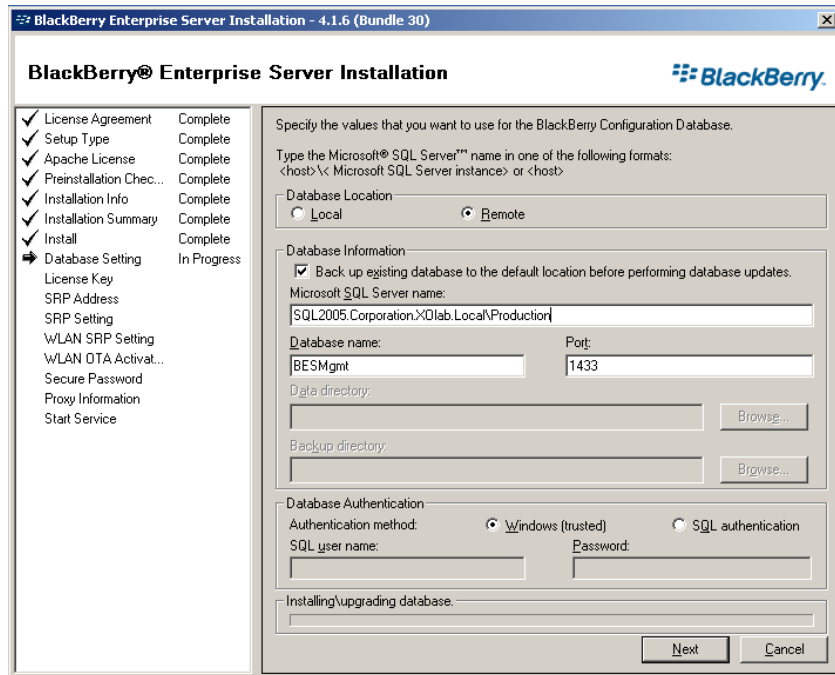 BlackBerry Enterprise Server Installation - 4.1.6 (Bundle 30)
BlackBerry® Enterprise Server Installation
BlackBerry.
License Agreement Complete
Setup Type Complete
Apache License Complete
Preinstallation Chec... Complete
Installation Info Complete
Installation Summary Complete
Install Complete
Database Setting In Progress
License Key
SRP Address
SRP Setting
WLAN SRP Setting
WLAN OTA Activat...
Secure Password
Proxy Information
Start Service
Specify the values that you want to use for the BlackBerry Configuration Database.
Type the Microsoft® SQL Server™ name in one of the following formats:
<host>\< Microsoft SQL Server instance> or <host>
Database Location
Local Remote
Database Information
Back up existing database to the default location before performing database updates.
Microsoft SQL Server name:
SQL2005.Corporation.XOlab.Local\Production
Database name: Port:
BESMgmt 1433
Data directory:
Browse...
Backup directory:
Browse...
Database Authentication
Authentication method: Windows (trusted) SQL authentication
SQL user name: Password:
Installing\upgrading database.
Next Cancel